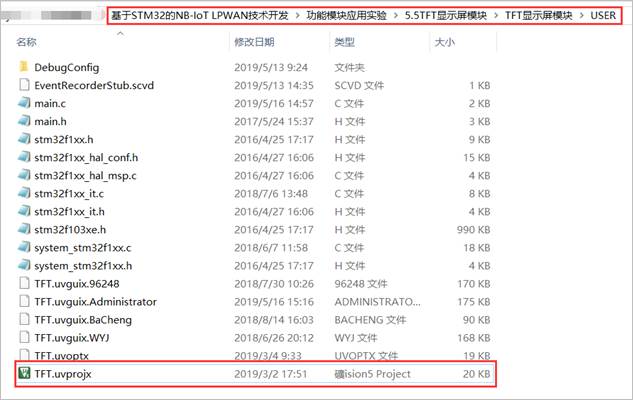 基于STM32的NB-IoT LPWAN技术开发 > 功能模块应用实验 > 5.5TFT显示屏模块 > TFT显示屏模块 > USER
名称 修改日期 类型 大小
DebugConfig 2019/5/13 9:24 文件夹
EventRecorderStub.scvd 2019/5/13 14:35 SCVD 文件 1 KB
main.c 2019/5/16 14:57 C 文件 2 KB
main.h 2017/5/24 15:37 H 文件 3 KB
stm32f1xx.h 2016/4/25 17:17 H 文件 9 KB
stm32f1xx_hal_conf.h 2016/4/27 16:06 H 文件 15 KB
stm32f1xx_hal_msp.c 2016/4/27 16:06 C 文件 4 KB
stm32f1xx_it.c 2018/7/6 13:48 C 文件 8 KB
stm32f1xx_it.h 2016/4/27 16:06 H 文件 4 KB
stm32f103xe.h 2016/4/25 17:17 H 文件 990 KB
system_stm32f1xx.c 2018/6/7 11:58 C 文件 18 KB
system_stm32f1xx.h 2016/4/25 17:17 H 文件 4 KB
TFT.uvguix.96248 2018/7/30 10:26 96248 文件 170 KB
TFT.uvguix.Administrator 2019/5/16 15:16 ADMINISTRATO... 175 KB
TFT.uvguix.BaCheng 2018/8/14 16:03 BACHENG 文件 90 KB
TFT.uvguix.WYJ 2018/6/26 20:12 WYJ 文件 168 KB
TFT.uvoptx 2019/3/4 9:33 UVOPTX 文件 19 KB
TFT.uvprojx 2019/3/2 17:51 礦ision5 Project 20 KB